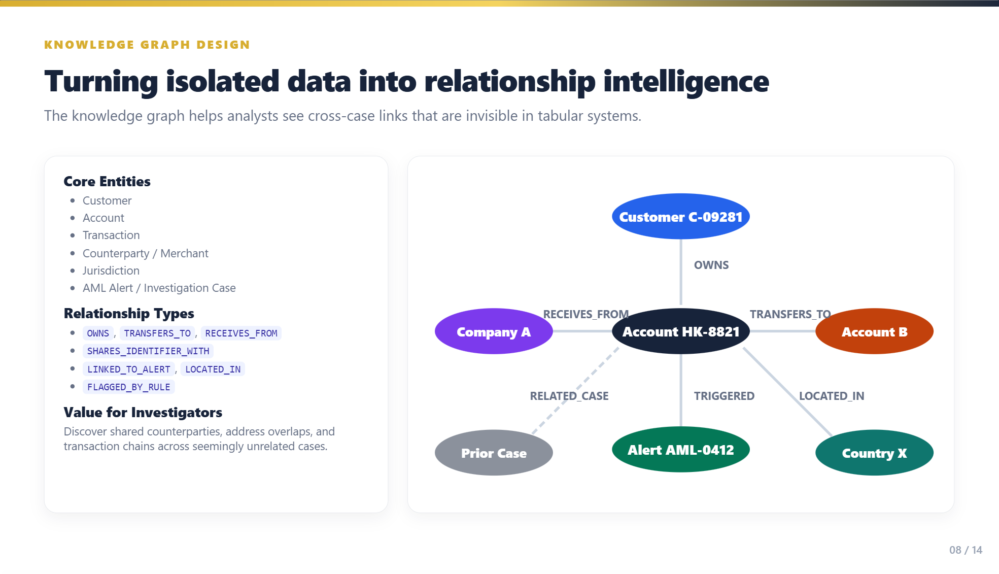 KNOWLEDGE GRAPH DESIGN
Turning isolated data into relationship intelligence
The knowledge graph helps analysts see cross-case links that are invisible in tabular systems.
Core Entities
• Customer
• Account
• Transaction
• Counterparty / Merchant
• Jurisdiction
• AML Alert / Investigation Case
Relationship Types
• OWNS, TRANSFERS_TO, RECEIVES_FROM
• SHARES_IDENTIFIER_WITH
• LINKED_TO_ALERT, LOCATED_IN
• FLAGGED_BY_RULE
Value for Investigators
Discover shared counterparties, address overlaps, and
transaction chains across seemingly unrelated cases.
Customer C-09281
OWNS
RECEIVES_FROM
TRANSFERS_TO
Company A
Account HK-8821
Account B
RELATED_CASE
TRIGGERED
LOCATED_IN
Prior Case
Alert AML-0412
Country X
08 / 14